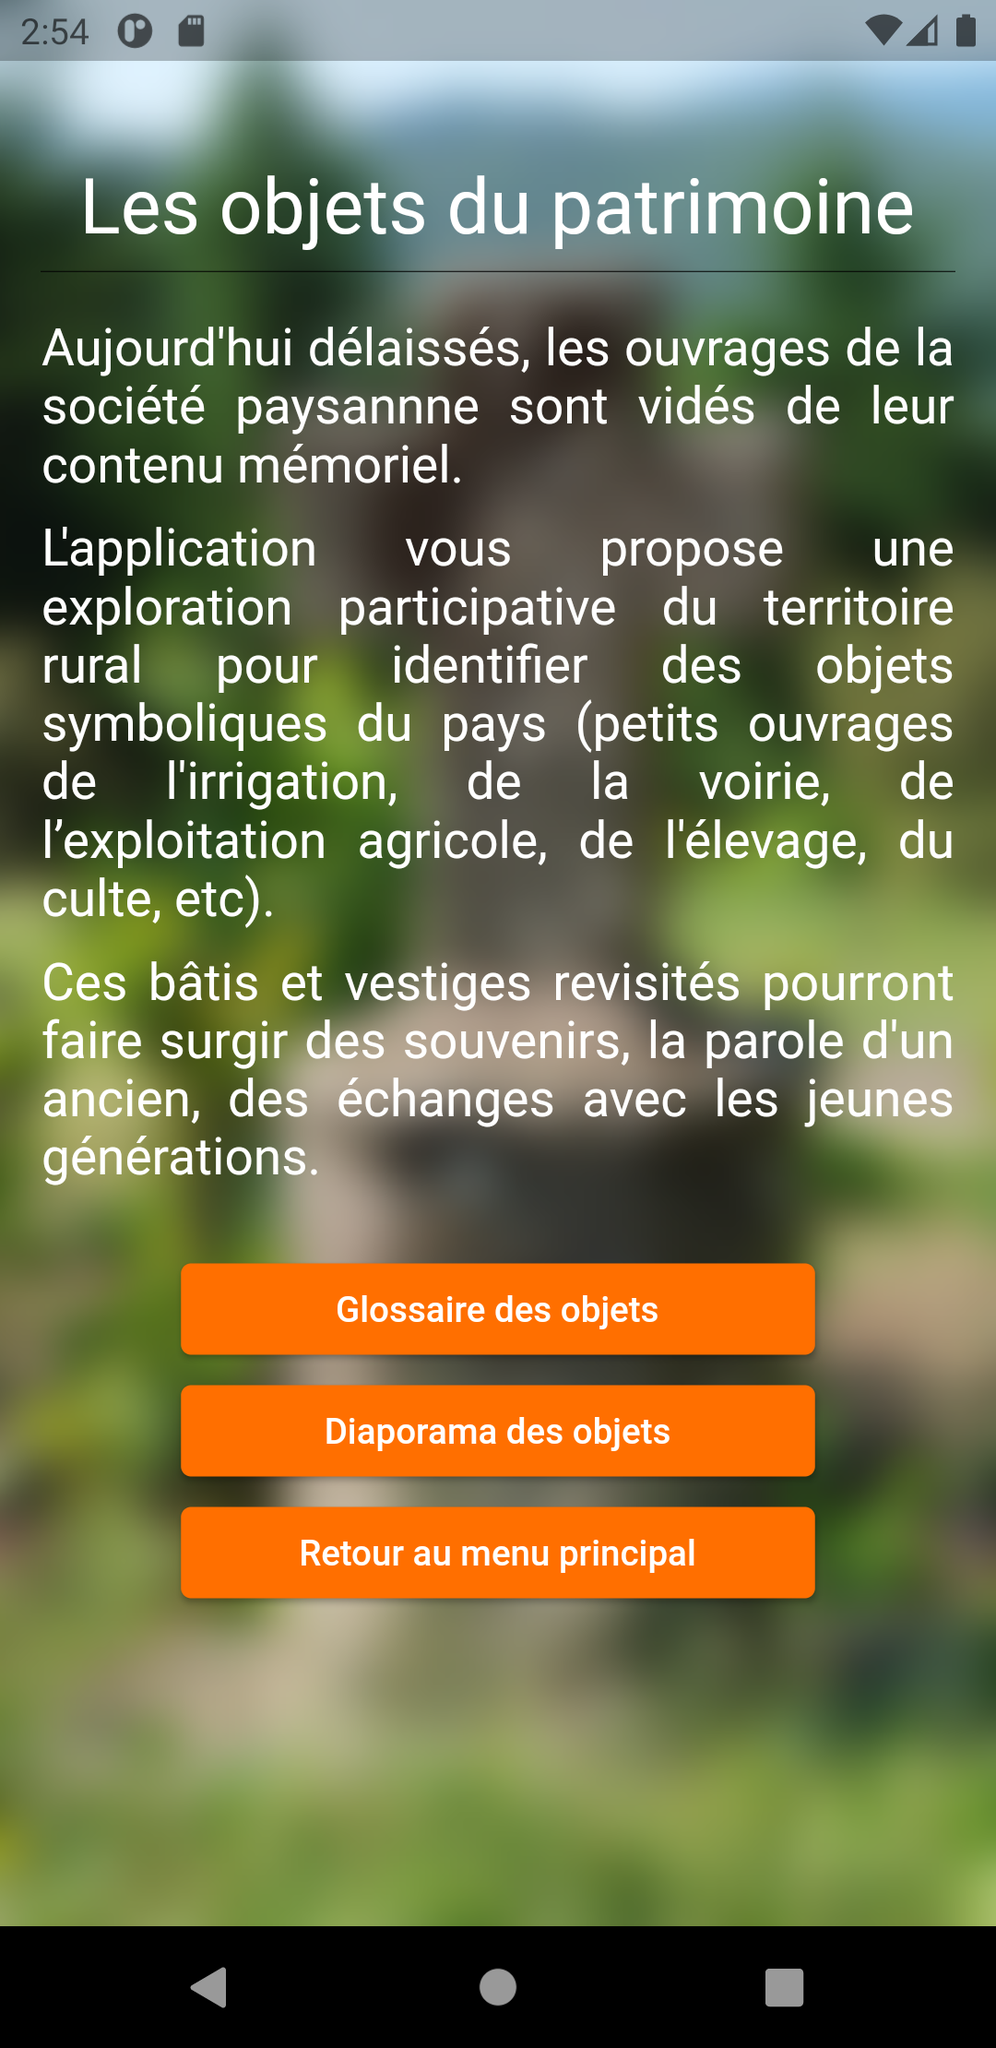 2:54
Les objets du patrimoine
Aujourd'hui délaissés, les ouvrages de la
société paysannne sont vidés de leur
contenu mémoriel.
L'application vous propose une
exploration participative du territoire
rural pour identifier des objets
symboliques du pays (petits ouvrages
de l'irrigation, de la voirie, de
l’exploitation agricole, de l'élevage, du
culte, etc).
Ces bâtis et vestiges revisités pourront
faire surgir des souvenirs, la parole d'un
ancien, des échanges avec les jeunes
générations.
Glossaire des objets
Diaporama des objets
Retour au menu principal